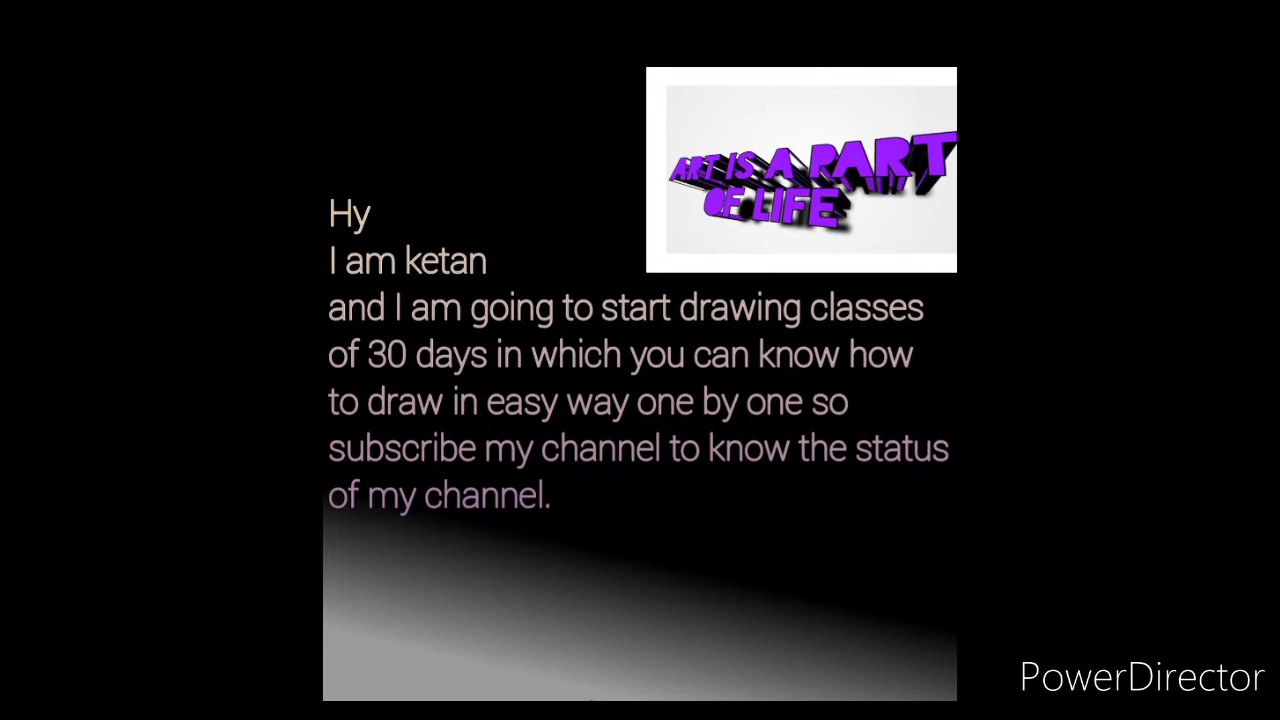 ART IS A PART
OF LIFE
Hy
I am ketan
and I am going to start drawing classes
of 30 days in which you can know how
to draw in easy way one by one so
subscribe my channel to know the status
of my channel.
PowerDirector